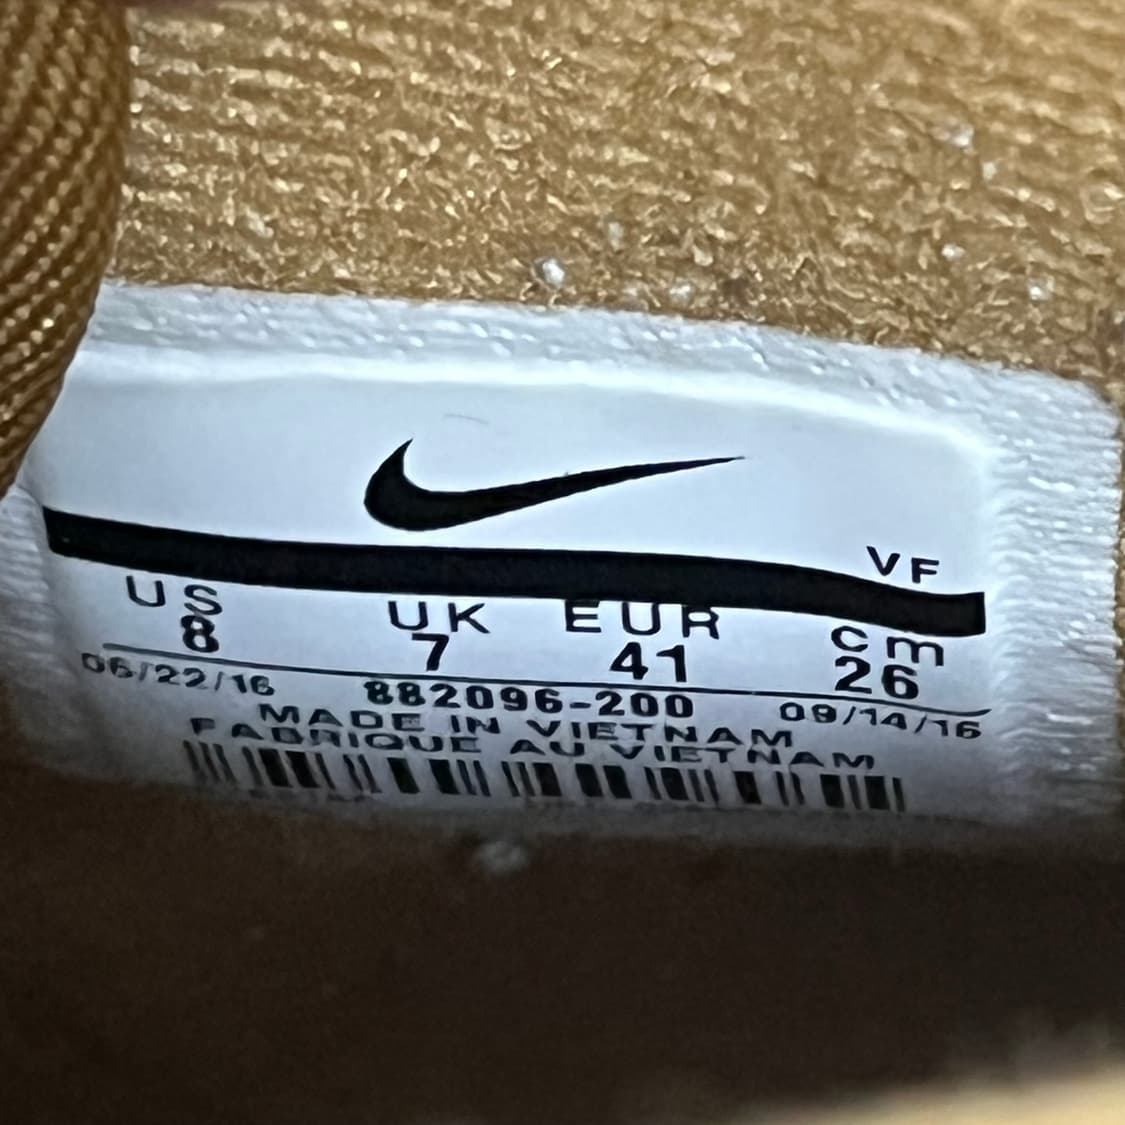 VF
US UK EUR cm
8 7 41 26
06/22/16 882096-200 09/14/16
MADE IN VIETNAM
FABRIQUE AU VIETNAM